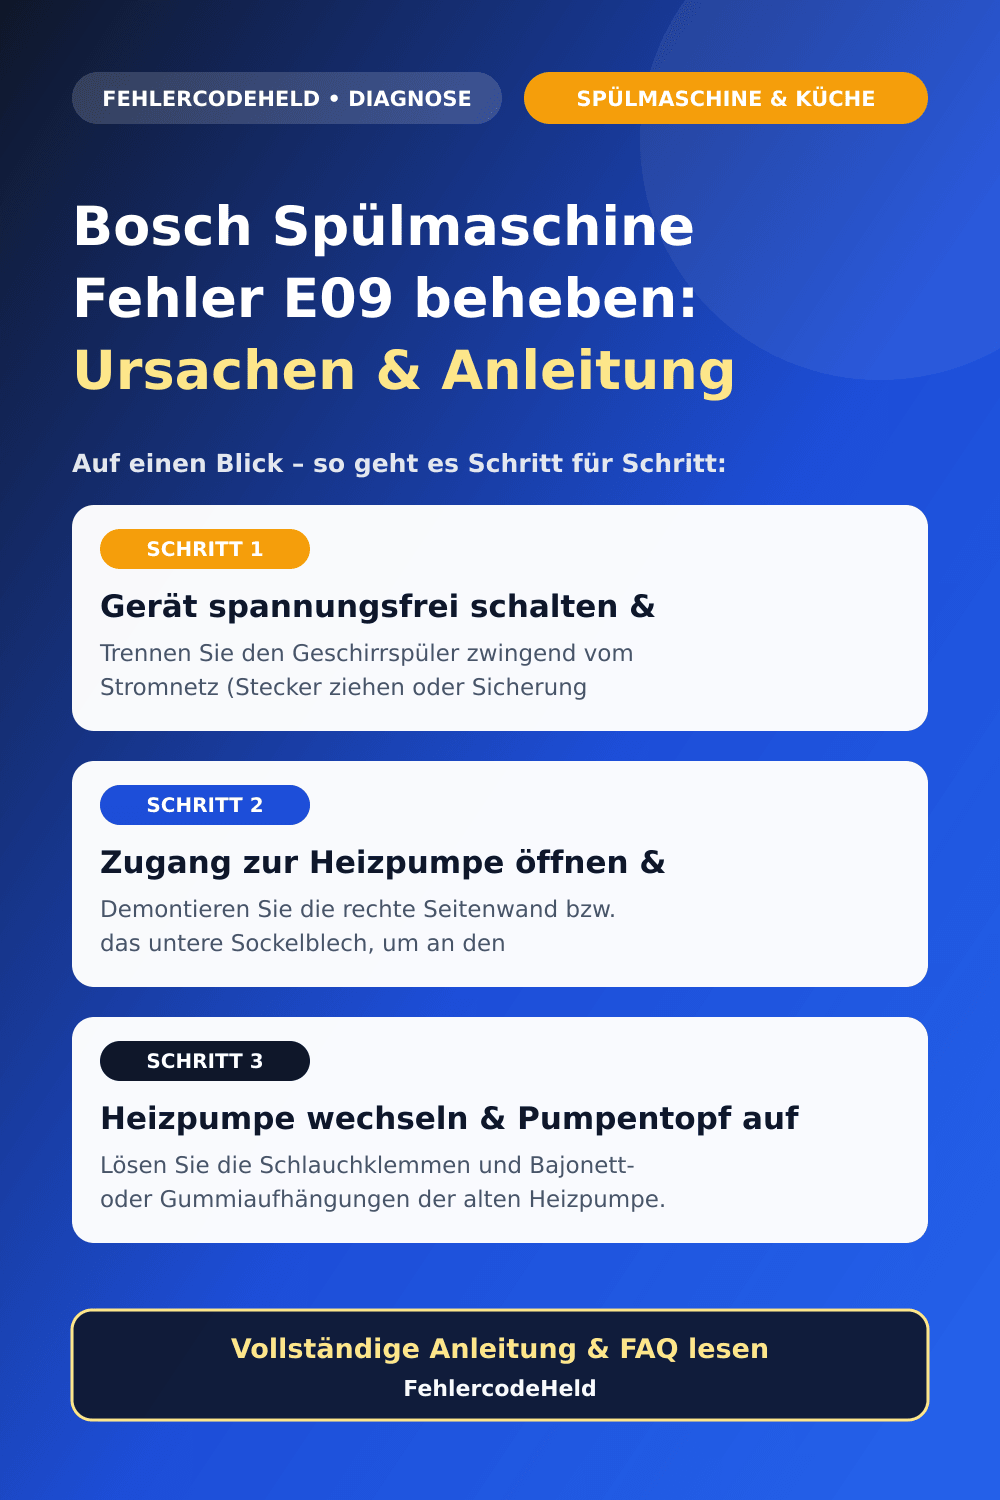 FEHLERCODEHELD • DIAGNOSE
SPÜLMASCHINE & KÜCHE
Bosch Spülmaschine
Fehler E09 beheben:
Ursachen & Anleitung
Auf einen Blick – so geht es Schritt für Schritt:
SCHRITT 1
Gerät spannungsfrei schalten &
Trennen Sie den Geschirrspüler zwingend vom
Stromnetz (Stecker ziehen oder Sicherung
SCHRITT 2
Zugang zur Heizpumpe öffnen &
Demontieren Sie die rechte Seitenwand bzw.
das untere Sockelblech, um an den
SCHRITT 3
Heizpumpe wechseln & Pumpentopf auf
Lösen Sie die Schlauchklemmen und Bajonett-
oder Gummiaufhängungen der alten Heizpumpe.
Vollständige Anleitung & FAQ lesen
FehlercodeHeld